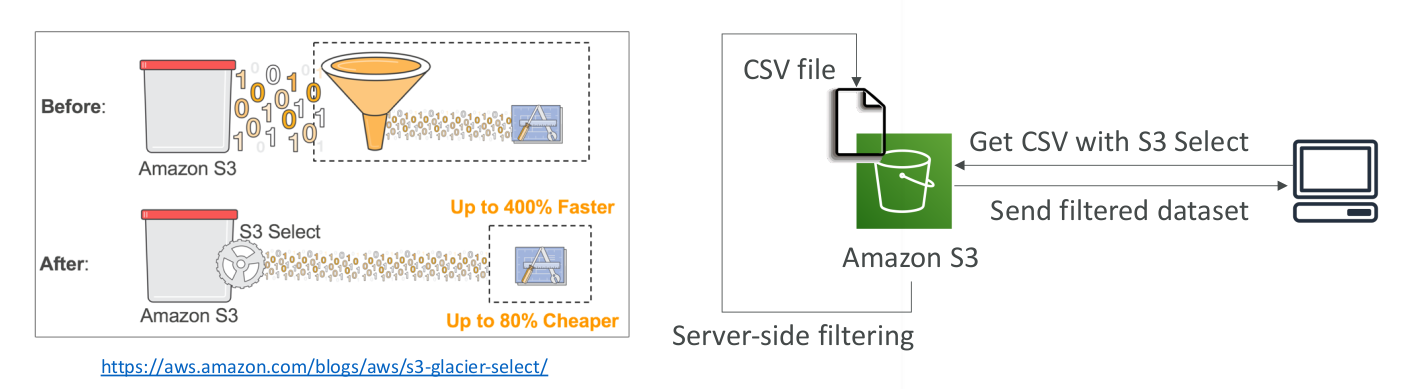 Before:
Amazon S3
Up to 400% Faster
S3 Select
After:
Amazon S3
Up to 80% Cheaper
https://aws.amazon.com/blogs/aws/s3-glacier-select/
CSV file
Get CSV with S3 Select
Send filtered dataset
Amazon S3
Server-side filtering